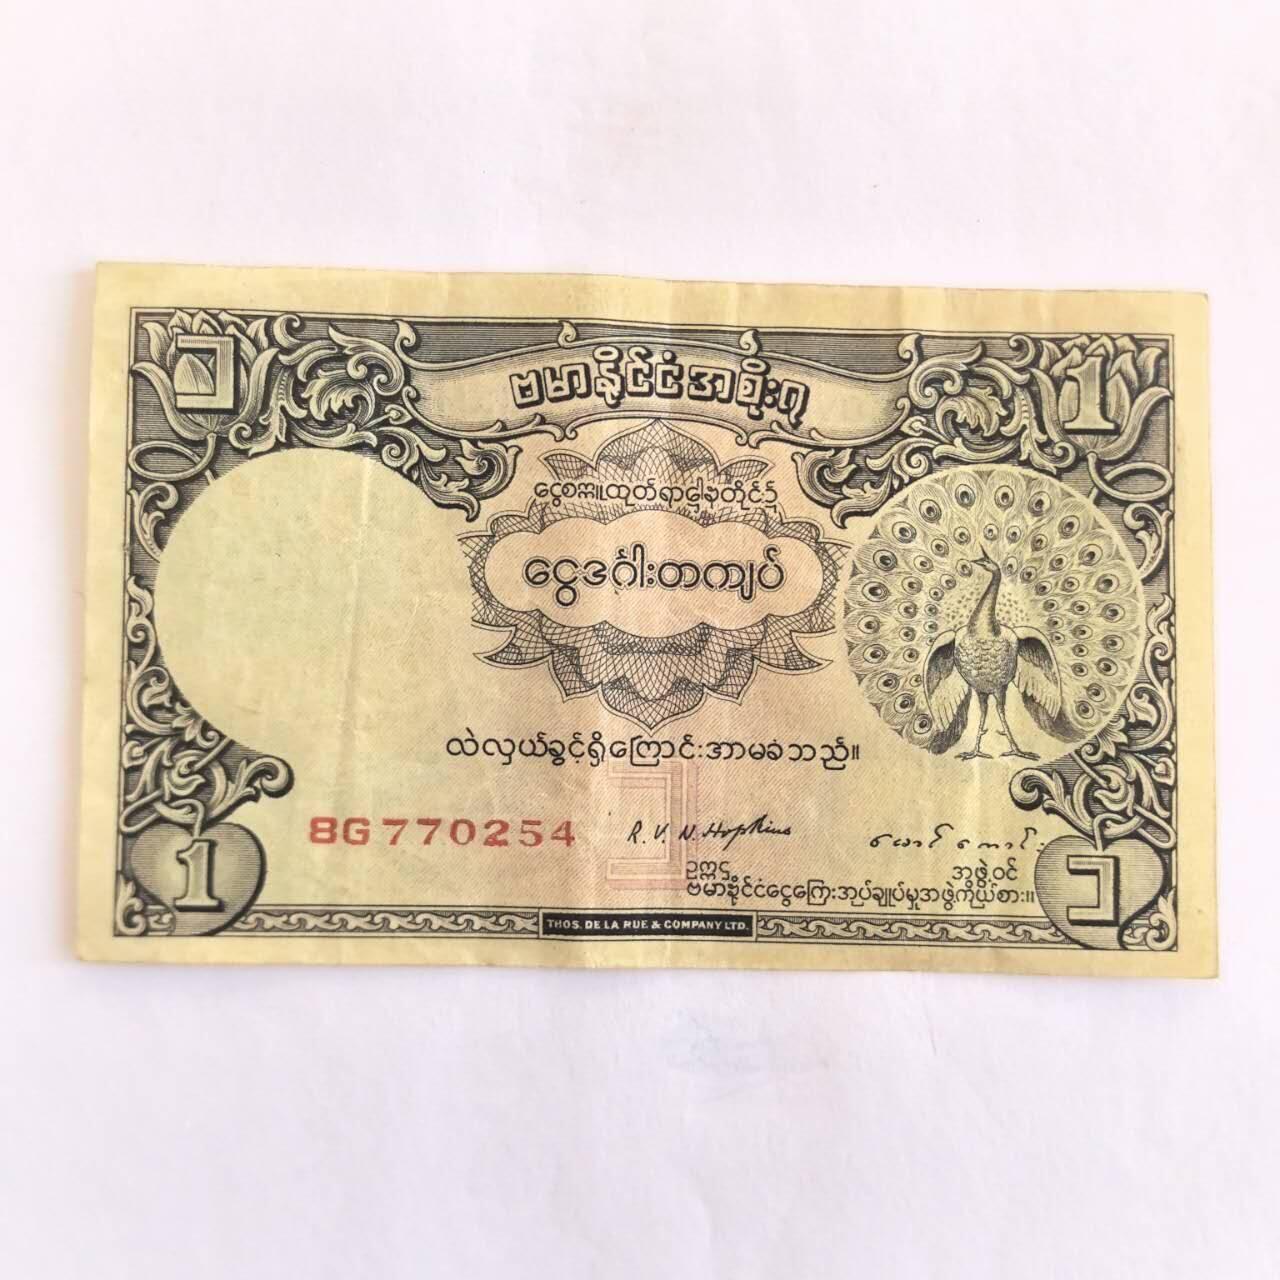 ၁ 1
ဗမာနိုင်ငံအစိုးရ
ငွေစက္ကူထုတ်ရာဌါနတိုင်း၌
ငွေဒင်္ဂါးတကျပ်
လဲလှယ်ခွင့်ရှိကြောင်းအာမခံသည်။
8G 770254
R. V. N. Hopkins
ဥက္ကဋ္ဌ အဖွဲ့ဝင်
ဗမာနိုင်ငံငွေကြေးအုပ်ချုပ်မှုအဖွဲ့ကိုယ်စား။
1 ၁
THOS. DE LA RUE & COMPANY LTD.